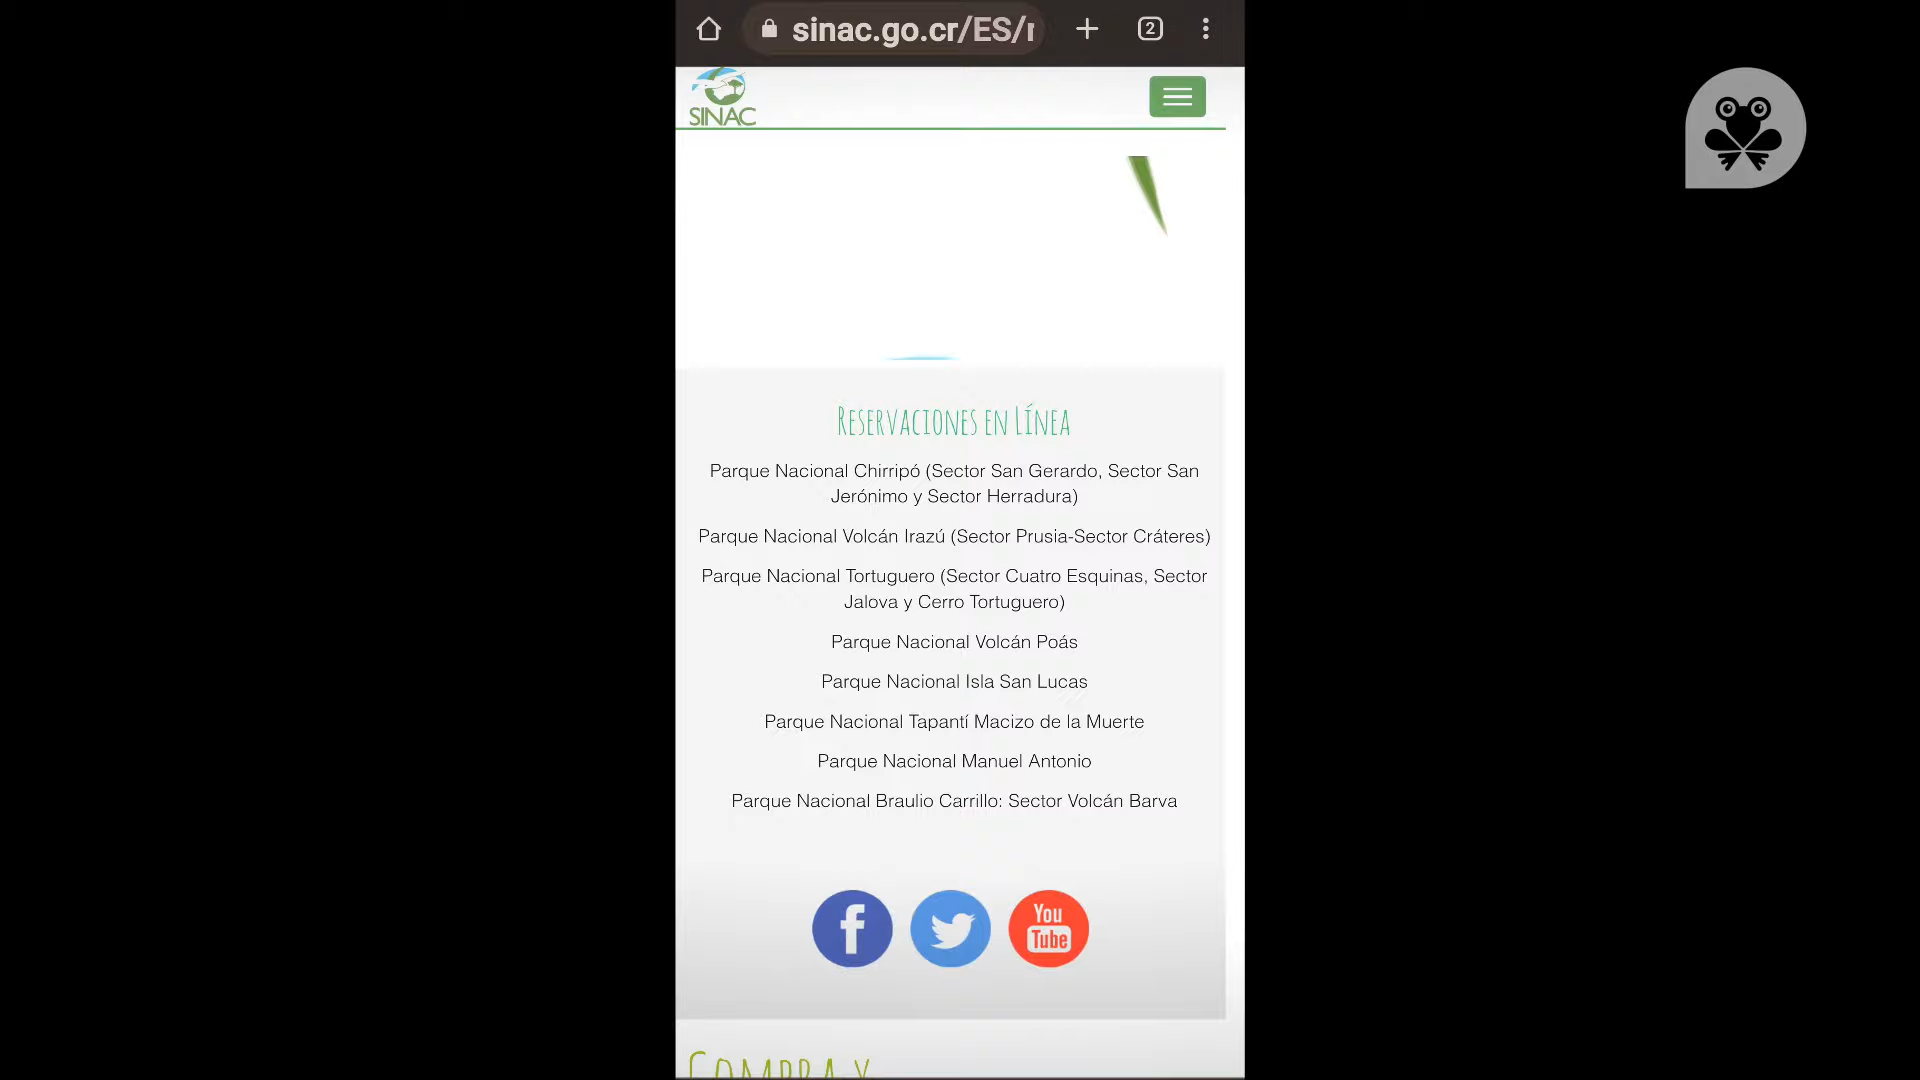 sinac.go.cr/ES/r
2
SINAC
Reservaciones en Línea
Parque Nacional Chirripó (Sector San Gerardo, Sector San
Jerónimo y Sector Herradura)
Parque Nacional Volcán Irazú (Sector Prusia-Sector Cráteres)
Parque Nacional Tortuguero (Sector Cuatro Esquinas, Sector
Jalova y Cerro Tortuguero)
Parque Nacional Volcán Poás
Parque Nacional Isla San Lucas
Parque Nacional Tapantí Macizo de la Muerte
Parque Nacional Manuel Antonio
Parque Nacional Braulio Carrillo: Sector Volcán Barva
f
You
Tube
Compra y